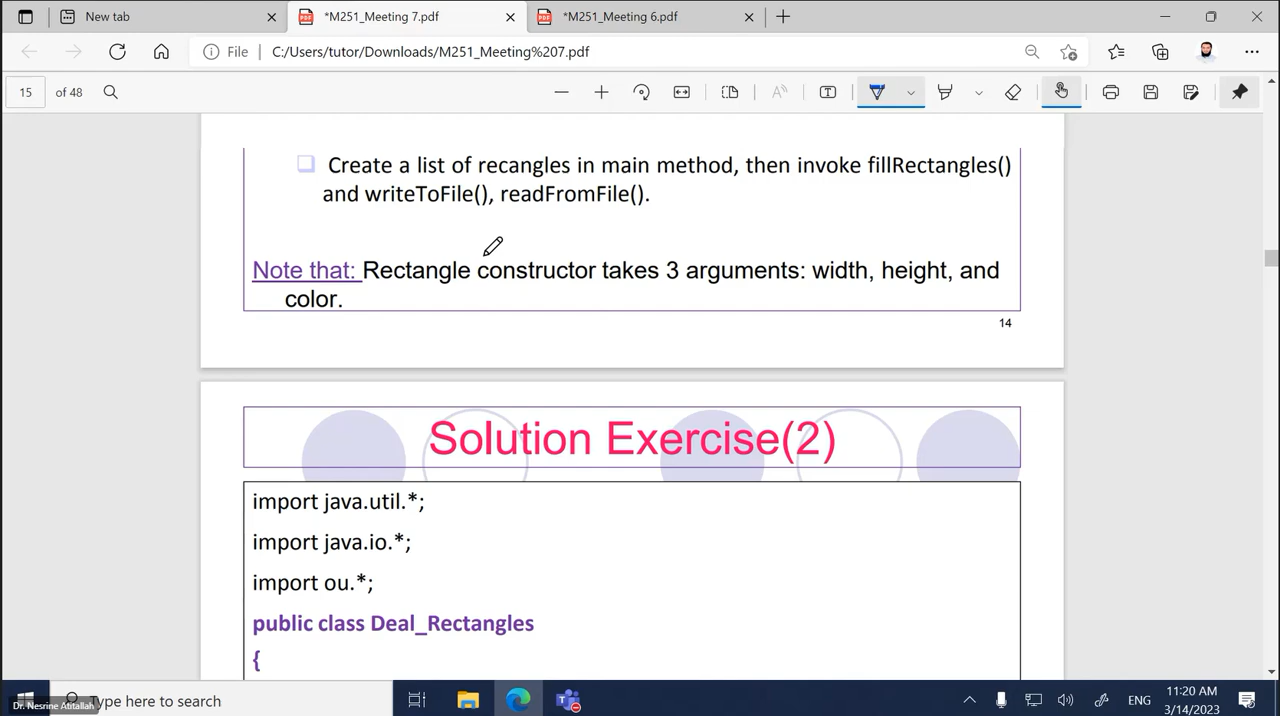 New tab
*M251_Meeting 7.pdf
*M251_Meeting 6.pdf
File
C:/Users/tutor/Downloads/M251_Meeting%207.pdf
15 of 48
Create a list of recangles in main method, then invoke fillRectangles()
and writeToFile(), readFromFile().
Note that: Rectangle constructor takes 3 arguments: width, height, and
color.
14
Solution Exercise(2)
import java.util.*;
import java.io.*;
import ou.*;
public class Deal_Rectangles
{
Type here to search
Dr. Nesrine Atitallah
ENG
11:20 AM
3/14/2023